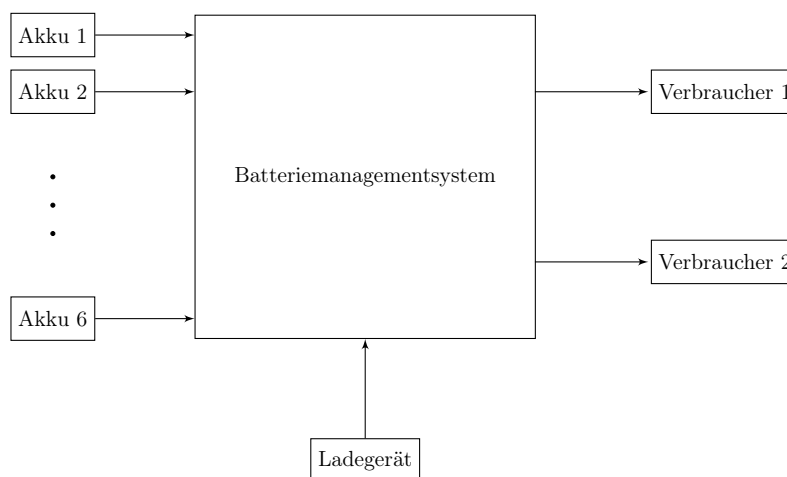 Akku 1
Akku 2
Verbraucher 1
Batteriemanagementsystem
Verbraucher 2
Akku 6
Ladegerät